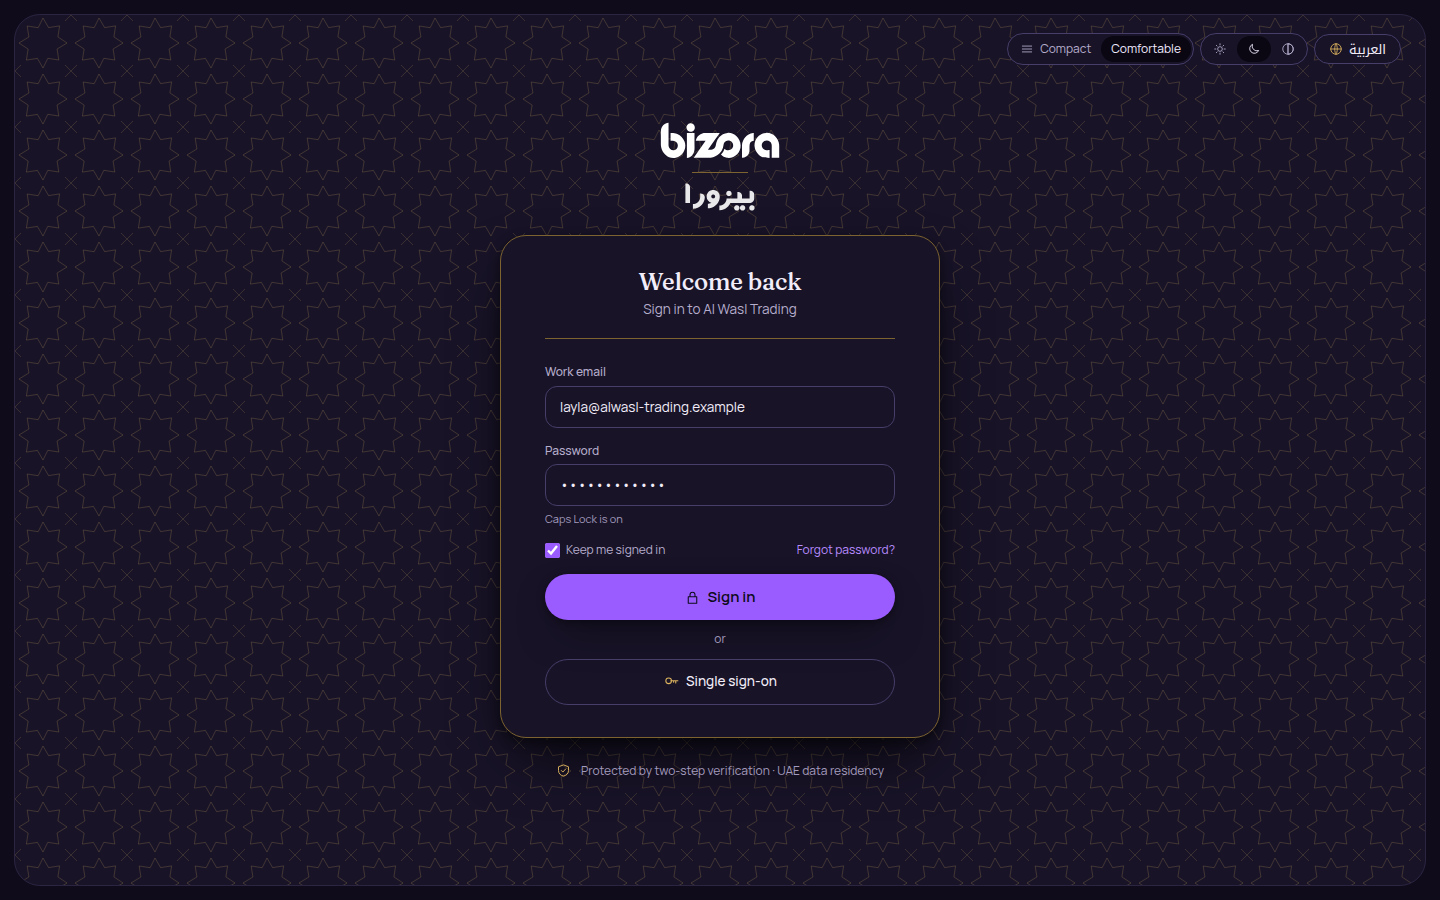 Compact Comfortable العربية
bizora
بيزورا
Welcome back
Sign in to Al Wasl Trading
Work email
layla@alwasl-trading.example
Password
••••••••••••
Caps Lock is on
Keep me signed in Forgot password?
Sign in
or
Single sign-on
Protected by two-step verification · UAE data residency